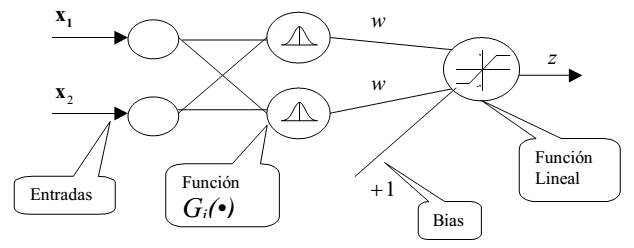 x₁
w
z
x₂
w
Entradas
Función
Gᵢ(•)
+1
Bias
Función
Lineal